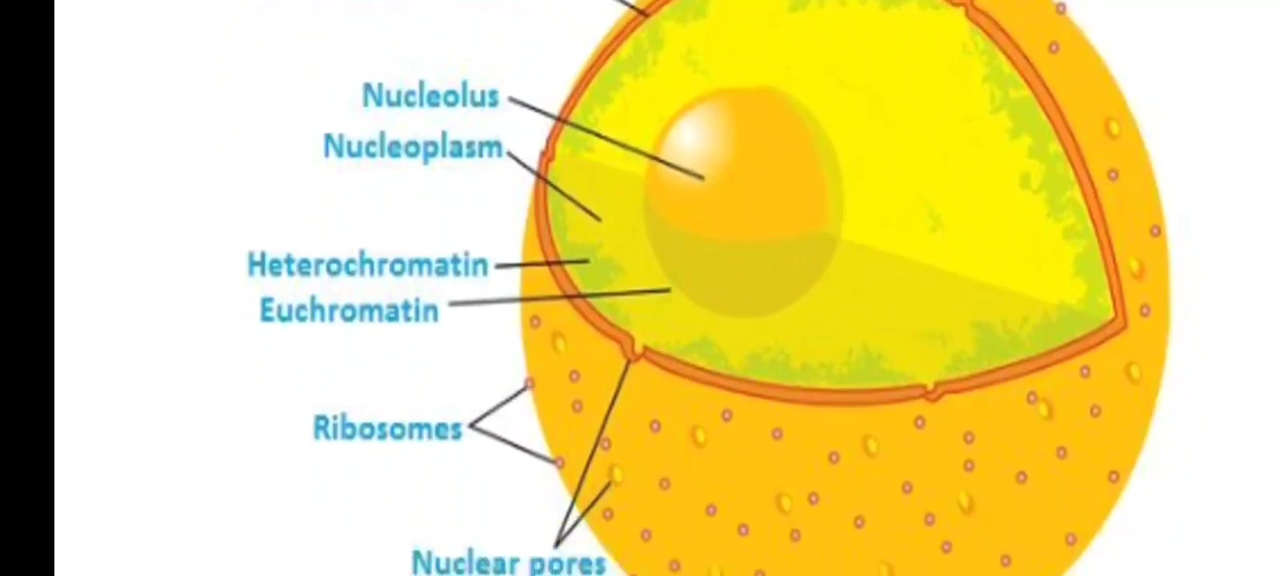 Nucleolus
Nucleoplasm
Heterochromatin
Euchromatin
Ribosomes
Nuclear pores